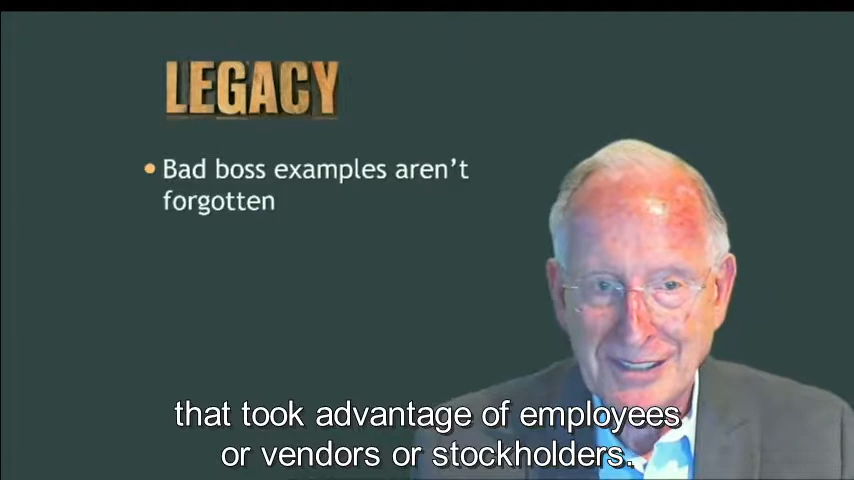 LEGACY
• Bad boss examples aren't
forgotten
that took advantage of employees
or vendors or stockholders.